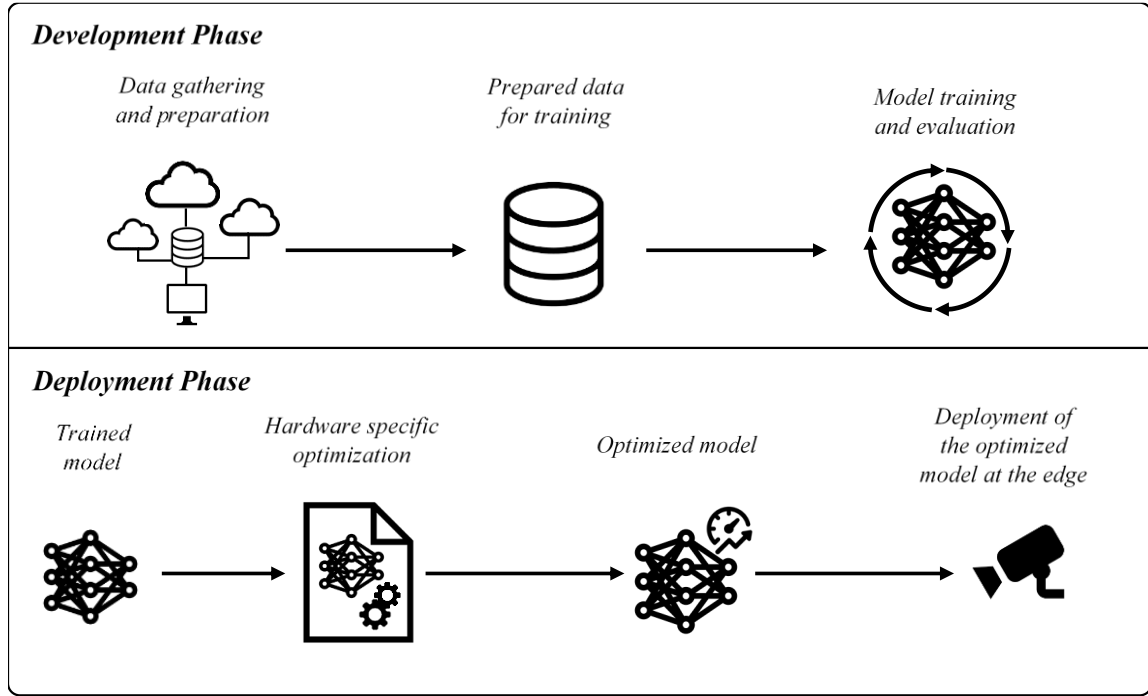 Development Phase
Data gathering
and preparation
Prepared data
for training
Model training
and evaluation
Deployment Phase
Trained
model
Hardware specific
optimization
Optimized model
Deployment of
the optimized
model at the edge